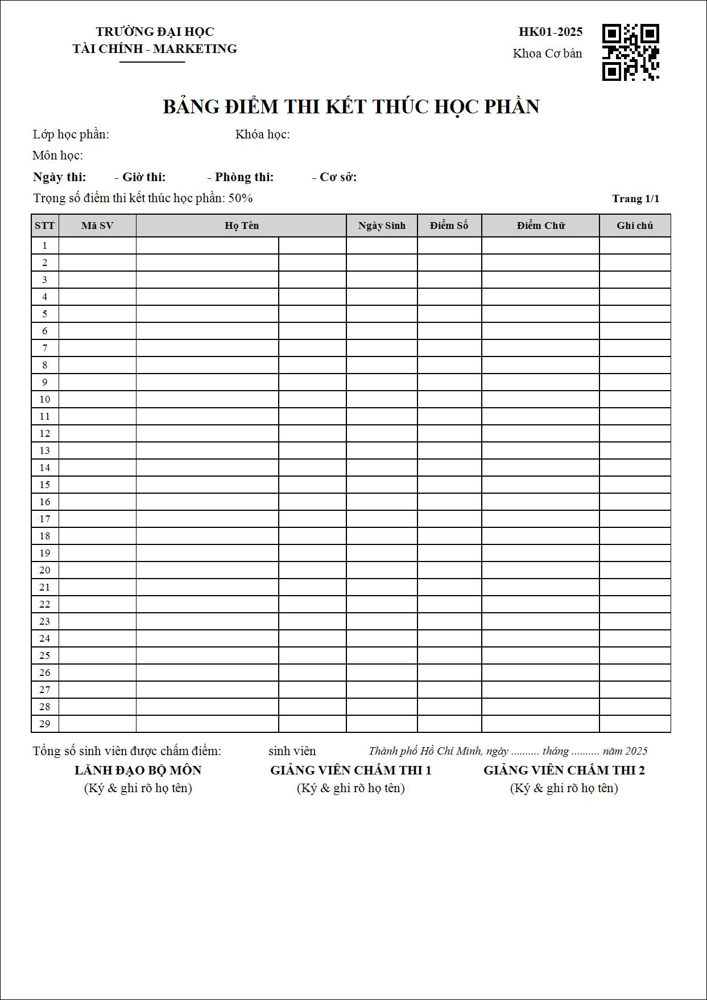 TRƯỜNG ĐẠI HỌC
TÀI CHÍNH - MARKETING
HK01-2025
Khoa Cơ bản
BẢNG ĐIỂM THI KẾT THÚC HỌC PHẦN
Lớp học phần: Khóa học:
Môn học:
Ngày thi: - Giờ thi: - Phòng thi: - Cơ sở:
Trọng số điểm thi kết thúc học phần: 50% Trang 1/1
STT Mã SV Họ Tên Ngày Sinh Điểm Số Điểm Chữ Ghi chú
1
2
3
4
5
6
7
8
9
10
11
12
13
14
15
16
17
18
19
20
21
22
23
24
25
26
27
28
29
Tổng số sinh viên được chấm điểm: sinh viên Thành phố Hồ Chí Minh, ngày .......... tháng .......... năm 2025
LÃNH ĐẠO BỘ MÔN GIẢNG VIÊN CHẤM THI 1 GIẢNG VIÊN CHẤM THI 2
(Ký & ghi rõ họ tên) (Ký & ghi rõ họ tên) (Ký & ghi rõ họ tên)